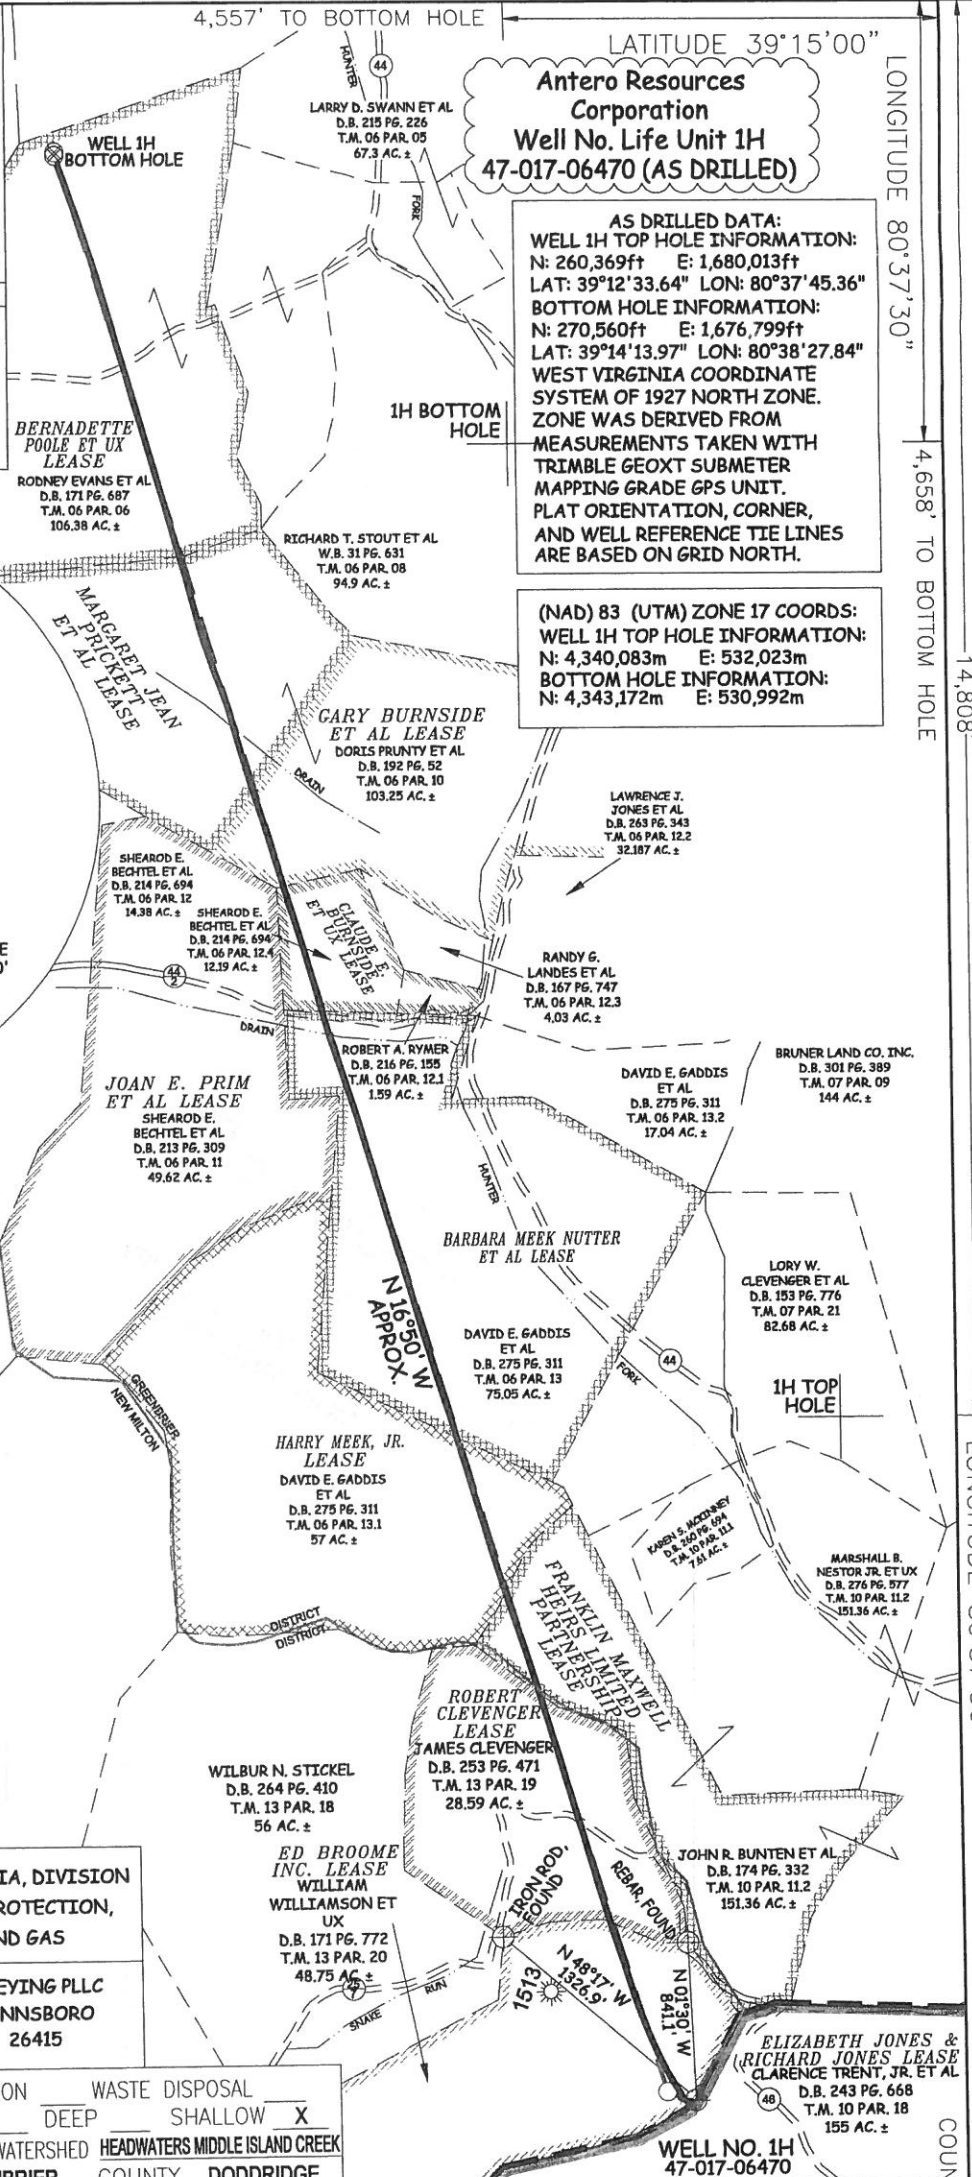 4,557' TO BOTTOM HOLE
LATITUDE 39°15'00"
LONGITUDE 80°37'30"
Antero Resources
Corporation
Well No. Life Unit 1H
47-017-06470 (AS DRILLED)
HUNTER
44
LARRY D. SWANN ET AL
D.B. 215 PG. 226
T.M. 06 PAR. 05
67.3 AC. ±
FORK
WELL 1H
BOTTOM HOLE
AS DRILLED DATA:
WELL 1H TOP HOLE INFORMATION:
N: 260,369ft E: 1,680,013ft
LAT: 39°12'33.64" LON: 80°37'45.36"
BOTTOM HOLE INFORMATION:
N: 270,560ft E: 1,676,799ft
LAT: 39°14'13.97" LON: 80°38'27.84"
WEST VIRGINIA COORDINATE
SYSTEM OF 1927 NORTH ZONE.
ZONE WAS DERIVED FROM
MEASUREMENTS TAKEN WITH
TRIMBLE GEOXT SUBMETER
MAPPING GRADE GPS UNIT.
PLAT ORIENTATION, CORNER,
AND WELL REFERENCE TIE LINES
ARE BASED ON GRID NORTH.
1H BOTTOM
HOLE
4,658' TO BOTTOM HOLE
14,808
BERNADETTE
POOLE ET UX
LEASE
RODNEY EVANS ET AL
D.B. 171 PG. 687
T.M. 06 PAR. 06
106.38 AC. ±
RICHARD T. STOUT ET AL
W.B. 31 PG. 631
T.M. 06 PAR. 08
94.9 AC. ±
(NAD) 83 (UTM) ZONE 17 COORDS:
WELL 1H TOP HOLE INFORMATION:
N: 4,340,083m E: 532,023m
BOTTOM HOLE INFORMATION:
N: 4,343,172m E: 530,992m
MARGARET JEAN
PRICKETT
ET AL LEASE
GARY BURNSIDE
ET AL LEASE
DORIS PRUNTY ET AL
D.B. 192 PG. 52
T.M. 06 PAR. 10
103.25 AC. ±
DRAIN
LAWRENCE J.
JONES ET AL
D.B. 263 PG. 343
T.M. 06 PAR. 12.2
32.187 AC. ±
SHEAROD E.
BECHTEL ET AL
D.B. 214 PG. 694
T.M. 06 PAR. 12
14.38 AC. ±
SHEAROD E.
BECHTEL ET AL
D.B. 214 PG. 694
T.M. 06 PAR. 12.4
12.19 AC. ±
CLAUDE E.
BURNSIDE
ET UX LEASE
RANDY G.
LANDES ET AL
D.B. 167 PG. 747
T.M. 06 PAR. 12.3
4.03 AC. ±
44
2
DRAIN
ROBERT A. RYMER
D.B. 216 PG. 155
T.M. 06 PAR. 12.1
1.59 AC. ±
DAVID E. GADDIS
ET AL
D.B. 275 PG. 311
T.M. 06 PAR. 13.2
17.04 AC. ±
BRUNER LAND CO. INC.
D.B. 301 PG. 389
T.M. 07 PAR. 09
144 AC. ±
JOAN E. PRIM
ET AL LEASE
SHEAROD E.
BECHTEL ET AL
D.B. 213 PG. 309
T.M. 06 PAR. 11
49.62 AC. ±
HUNTER
BARBARA MEEK NUTTER
ET AL LEASE
LORY W.
CLEVENGER ET AL
D.B. 153 PG. 776
T.M. 07 PAR. 21
82.68 AC. ±
N 16°50' W
APPROX.
DAVID E. GADDIS
ET AL
D.B. 275 PG. 311
T.M. 06 PAR. 13
75.05 AC. ±
FORK
44
1H TOP
HOLE
GREENBRIER
NEW MILTON
HARRY MEEK, JR.
LEASE
DAVID E. GADDIS
ET AL
D.B. 275 PG. 311
T.M. 06 PAR. 13.1
57 AC. ±
KAREN S. MCKINNEY
D.B. 260 PG. 694
T.M. 10 PAR. 11.1
7.61 AC. ±
MARSHALL B.
NESTOR JR. ET UX
D.B. 276 PG. 577
T.M. 10 PAR. 11.2
151.36 AC. ±
DISTRICT
DISTRICT
FRANKLIN MAXWELL
HEIRS LIMITED
PARTNERSHIP
LEASE
ROBERT
CLEVENGER
LEASE
JAMES CLEVENGER
D.B. 253 PG. 471
T.M. 13 PAR. 19
28.59 AC. ±
WILBUR N. STICKEL
D.B. 264 PG. 410
T.M. 13 PAR. 18
56 AC. ±
ED BROOME
INC. LEASE
WILLIAM
WILLIAMSON ET
UX
D.B. 171 PG. 772
T.M. 13 PAR. 20
48.75 AC. ±
IRON ROD,
FOUND
REBAR, FOUND
JOHN R. BUNTEN ET AL
D.B. 174 PG. 332
T.M. 10 PAR. 11.2
151.36 AC. ±
SNAKE RUN
1513
N 48°17' W
1326.9'
N 01°30' W
841.1
IA, DIVISION
ROTECTION,
ND GAS
EYING PLLC
NNSBORO
26415
ELIZABETH JONES &
RICHARD JONES LEASE
CLARENCE TRENT, JR. ET AL
D.B. 243 PG. 668
T.M. 10 PAR. 18
155 AC. ±
46
WELL NO. 1H
47-017-06470
ON WASTE DISPOSAL
DEEP SHALLOW X
WATERSHED HEADWATERS MIDDLE ISLAND CREEK
COUNTY DODDRIDGE
COUN